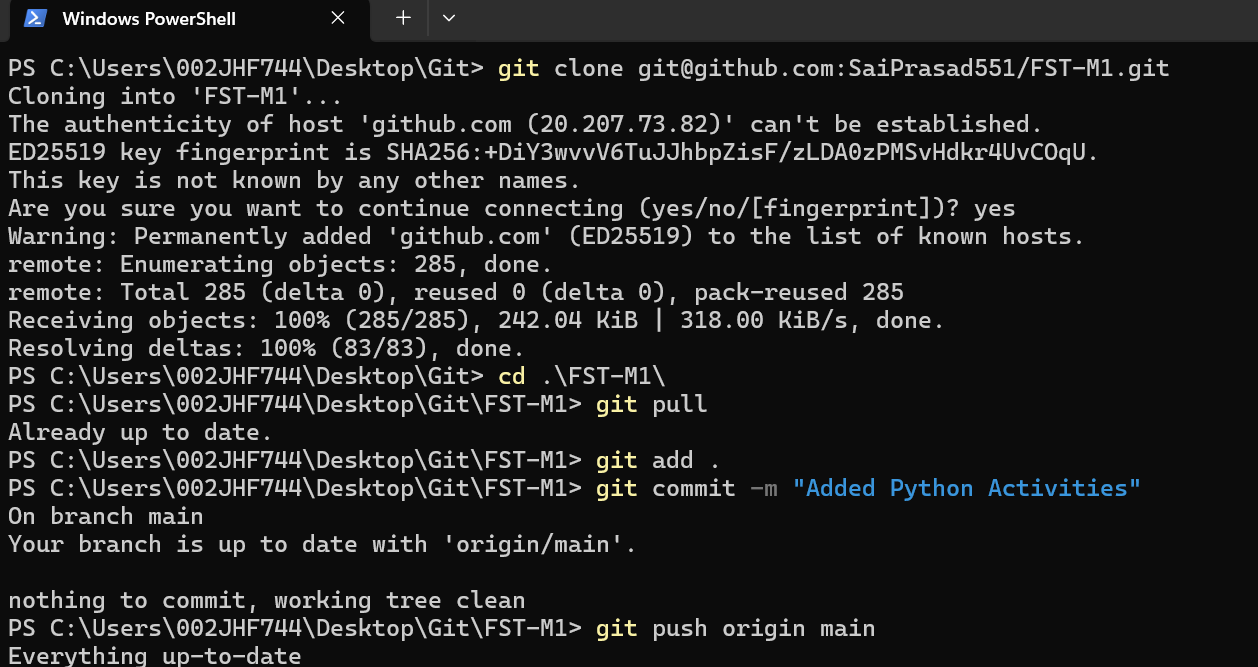 Windows PowerShell
PS C:\Users\002JHF744\Desktop\Git> git clone git@github.com:SaiPrasad551/FST-M1.git
Cloning into 'FST-M1'...
The authenticity of host 'github.com (20.207.73.82)' can't be established.
ED25519 key fingerprint is SHA256:+DiY3wvvV6TuJJhbpZisF/zLDA0zPMSvHdkr4UvCOqU.
This key is not known by any other names.
Are you sure you want to continue connecting (yes/no/[fingerprint])? yes
Warning: Permanently added 'github.com' (ED25519) to the list of known hosts.
remote: Enumerating objects: 285, done.
remote: Total 285 (delta 0), reused 0 (delta 0), pack-reused 285
Receiving objects: 100% (285/285), 242.04 KiB | 318.00 KiB/s, done.
Resolving deltas: 100% (83/83), done.
PS C:\Users\002JHF744\Desktop\Git> cd .\FST-M1\
PS C:\Users\002JHF744\Desktop\Git\FST-M1> git pull
Already up to date.
PS C:\Users\002JHF744\Desktop\Git\FST-M1> git add .
PS C:\Users\002JHF744\Desktop\Git\FST-M1> git commit -m "Added Python Activities"
On branch main
Your branch is up to date with 'origin/main'.
nothing to commit, working tree clean
PS C:\Users\002JHF744\Desktop\Git\FST-M1> git push origin main
Everything up-to-date